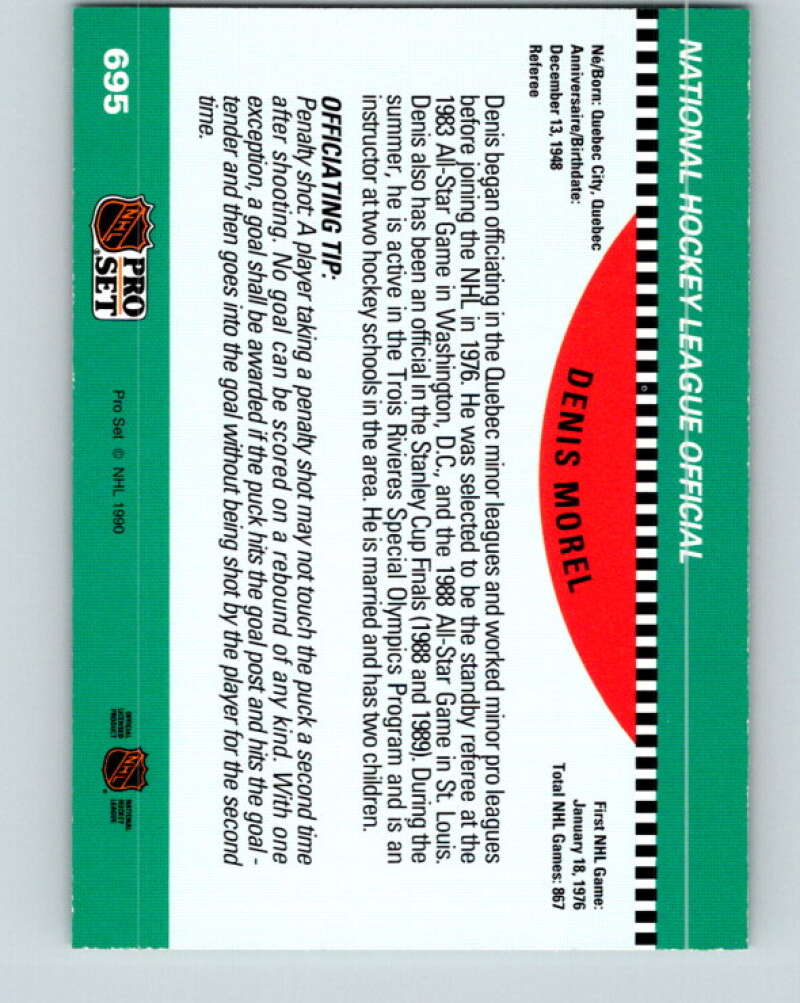 NATIONAL HOCKEY LEAGUE OFFICIAL
Né/Born: Quebec City, Quebec
Anniversaire/Birthdate:
December 13, 1948
Referee
DENIS MOREL
First NHL Game:
January 18, 1976
Total NHL Games: 867
Denis began officiating in the Quebec minor leagues and worked minor pro leagues
before joining the NHL in 1976. He was selected to be the standby referee at the
1983 All-Star Game in Washington, D.C., and the 1988 All-Star Game in St. Louis.
Denis also has been an official in the Stanley Cup Finals (1988 and 1989). During the
summer, he is active in the Trois Rivieres Special Olympics Program and is an
instructor at two hockey schools in the area. He is married and has two children.
OFFICIATING TIP:
Penalty shot: A player taking a penalty shot may not touch the puck a second time
after shooting. No goal can be scored on a rebound of any kind. With one
exception, a goal shall be awarded if the puck hits the goal post and hits the goal-
tender and then goes into the goal without being shot by the player for the second
time.
695
NHL PRO SET
Pro Set © NHL 1990
OFFICIAL LICENSED PRODUCT
NHL
NATIONAL HOCKEY LEAGUE